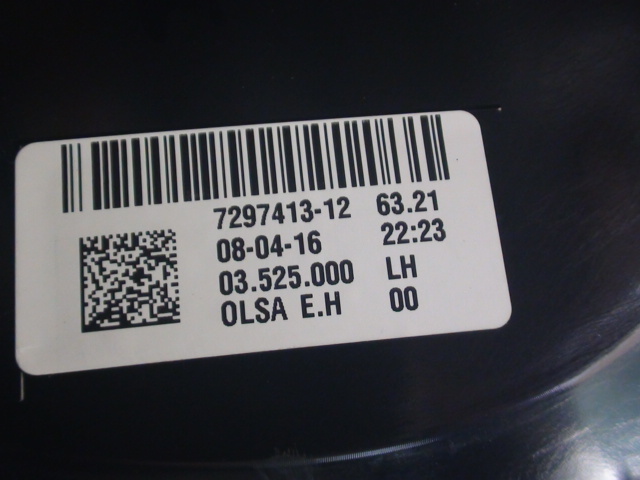 7297413-12 63.21
08-04-16 22:23
03.525.000 LH
OLSA E.H 00